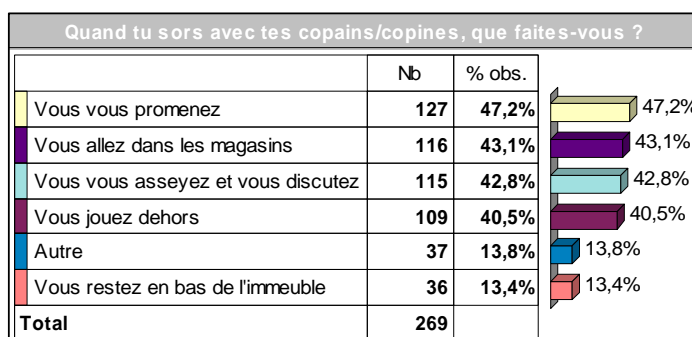 Quand tu sors avec tes copains/copines, que faites-vous ?
Nb % obs.
Vous vous promenez 127 47,2% 47,2%
Vous allez dans les magasins 116 43,1% 43,1%
Vous vous asseyez et vous discutez 115 42,8% 42,8%
Vous jouez dehors 109 40,5% 40,5%
Autre 37 13,8% 13,8%
Vous restez en bas de l'immeuble 36 13,4% 13,4%
Total 269